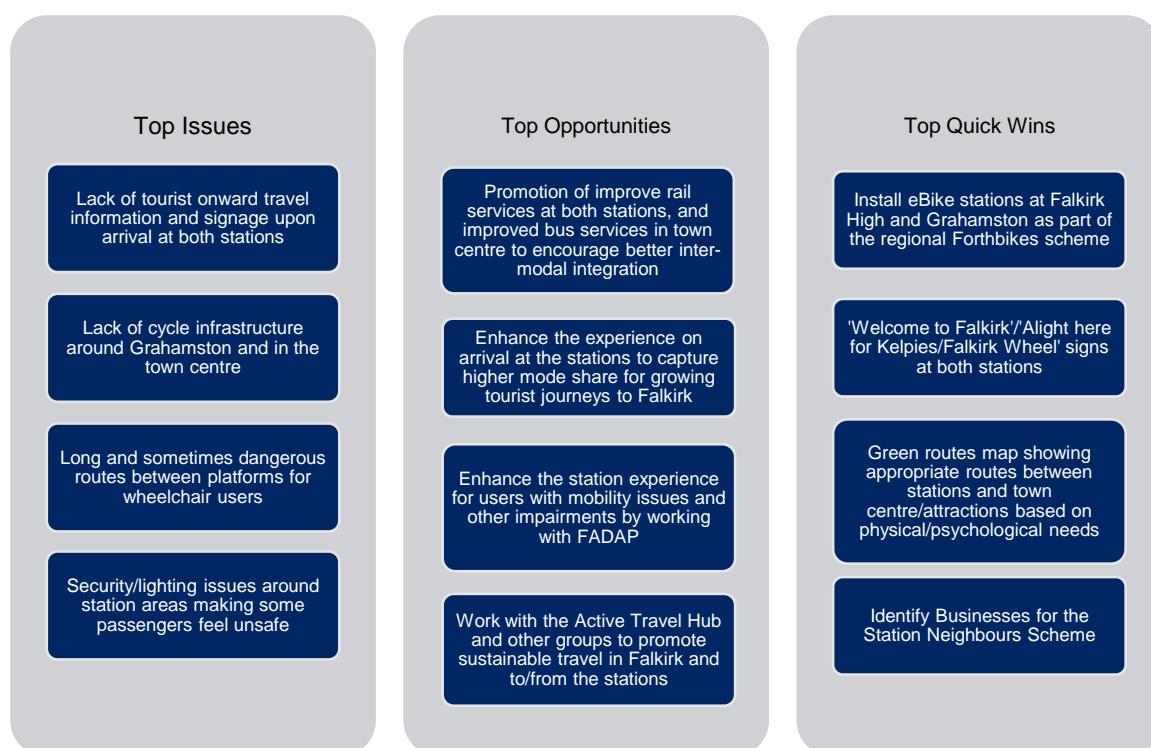 Top Issues
Lack of tourist onward travel
information and signage upon
arrival at both stations
Lack of cycle infrastructure
around Grahamston and in the
town centre
Long and sometimes dangerous
routes between platforms for
wheelchair users
Security/lighting issues around
station areas making some
passengers feel unsafe
Top Opportunities
Promotion of improve rail
services at both stations, and
improved bus services in town
centre to encourage better inter-
modal integration
Enhance the experience on
arrival at the stations to capture
higher mode share for growing
tourist journeys to Falkirk
Enhance the station experience
for users with mobility issues and
other impairments by working
with FADAP
Work with the Active Travel Hub
and other groups to promote
sustainable travel in Falkirk and
to/from the stations
Top Quick Wins
Install eBike stations at Falkirk
High and Grahamston as part of
the regional Forthbikes scheme
'Welcome to Falkirk'/'Alight here
for Kelpies/Falkirk Wheel' signs
at both stations
Green routes map showing
appropriate routes between
stations and town
centre/attractions based on
physical/psychological needs
Identify Businesses for the
Station Neighbours Scheme